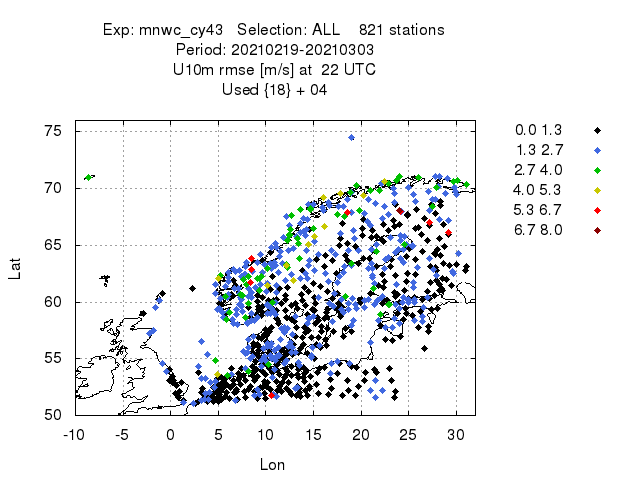 Exp: mnwc_cy43   Selection: ALL    821 stations
Period: 20210219-20210303
U10m rmse [m/s] at  22 UTC
Used {18} + 04
0.0 1.3
1.3 2.7
2.7 4.0
4.0 5.3
5.3 6.7
6.7 8.0
75
70
65
60
55
50
Lat
-10 -5 0 5 10 15 20 25 30
Lon